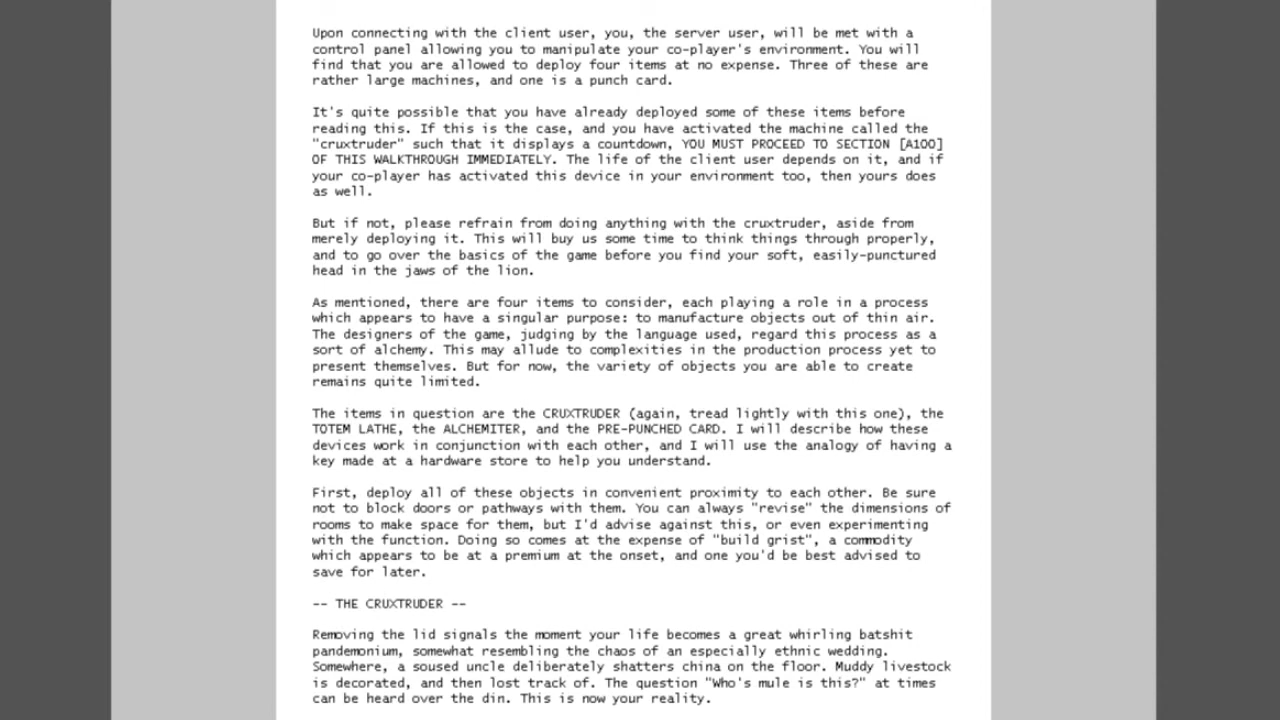 Upon connecting with the client user, you, the server user, will be met with a
control panel allowing you to manipulate your co-player's environment. You will
find that you are allowed to deploy four items at no expense. Three of these are
rather large machines, and one is a punch card.
It's quite possible that you have already deployed some of these items before
reading this. If this is the case, and you have activated the machine called the
"cruxtruder" such that it displays a countdown, YOU MUST PROCEED TO SECTION [A100]
OF THIS WALKTHROUGH IMMEDIATELY. The life of the client user depends on it, and if
your co-player has activated this device in your environment too, then yours does
as well.
But if not, please refrain from doing anything with the cruxtruder, aside from
merely deploying it. This will buy us some time to think things through properly,
and to go over the basics of the game before you find your soft, easily-punctured
head in the jaws of the lion.
As mentioned, there are four items to consider, each playing a role in a process
which appears to have a singular purpose: to manufacture objects out of thin air.
The designers of the game, judging by the language used, regard this process as a
sort of alchemy. This may allude to complexities in the production process yet to
present themselves. But for now, the variety of objects you are able to create
remains quite limited.
The items in question are the CRUXTRUDER (again, tread lightly with this one), the
TOTEM LATHE, the ALCHEMITER, and the PRE-PUNCHED CARD. I will describe how these
devices work in conjunction with each other, and I will use the analogy of having a
key made at a hardware store to help you understand.
First, deploy all of these objects in convenient proximity to each other. Be sure
not to block doors or pathways with them. You can always "revise" the dimensions of
rooms to make space for them, but I'd advise against this, or even experimenting
with the function. Doing so comes at the expense of "build grist", a commodity
which appears to be at a premium at the onset, and one you'd be best advised to
save for later.
-- THE CRUXTRUDER --
Removing the lid signals the moment your life becomes a great whirling batshit
pandemonium, somewhat resembling the chaos of an especially ethnic wedding.
Somewhere, a soused uncle deliberately shatters china on the floor. Muddy livestock
is decorated, and then lost track of. The question "Who's mule is this?" at times
can be heard over the din. This is now your reality.